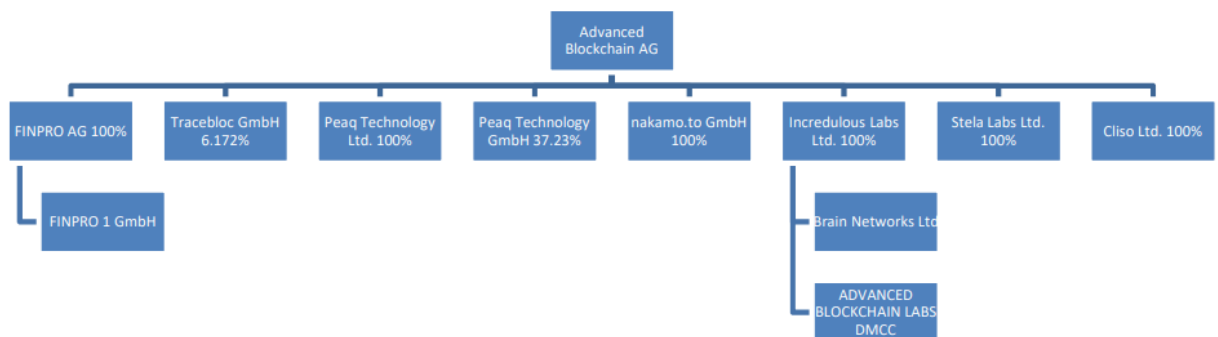 Advanced
Blockchain AG
FINPRO AG 100%
Tracebloc GmbH
6.172%
Peaq Technology
Ltd. 100%
Peaq Technology
GmbH 37.23%
nakamo.to GmbH
100%
Incredulous Labs
Ltd. 100%
Stela Labs Ltd.
100%
Cliso Ltd. 100%
FINPRO 1 GmbH
Brain Networks Ltd
ADVANCED
BLOCKCHAIN LABS
DMCC